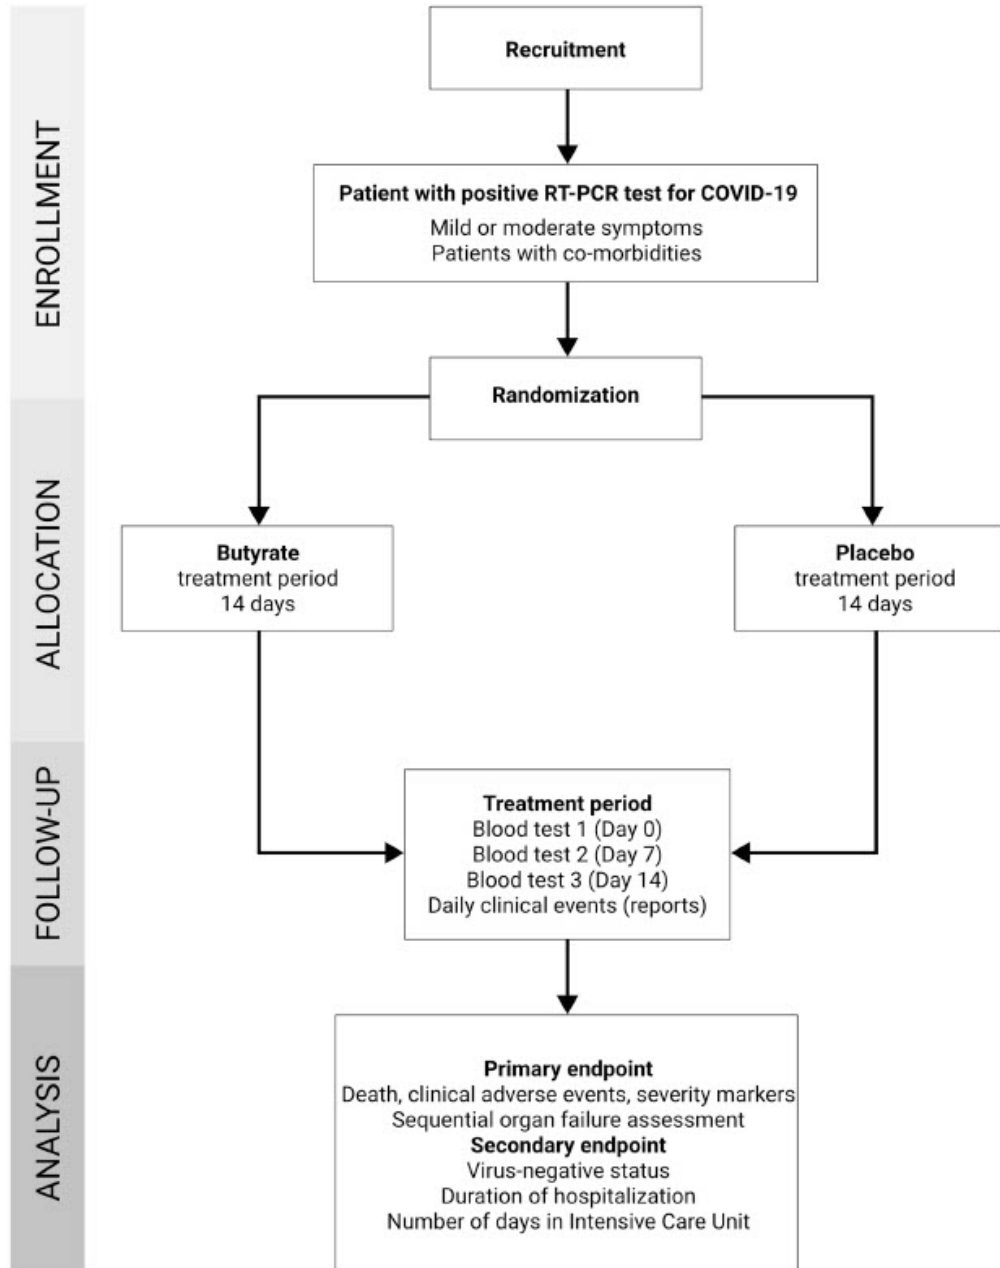 ENROLLMENT
Recruitment
Patient with positive RT-PCR test for COVID-19
Mild or moderate symptoms
Patients with co-morbidities
Randomization
ALLOCATION
Butyrate
treatment period
14 days
Placebo
treatment period
14 days
FOLLOW-UP
Treatment period
Blood test 1 (Day 0)
Blood test 2 (Day 7)
Blood test 3 (Day 14)
Daily clinical events (reports)
ANALYSIS
Primary endpoint
Death, clinical adverse events, severity markers
Sequential organ failure assessment
Secondary endpoint
Virus-negative status
Duration of hospitalization
Number of days in Intensive Care Unit